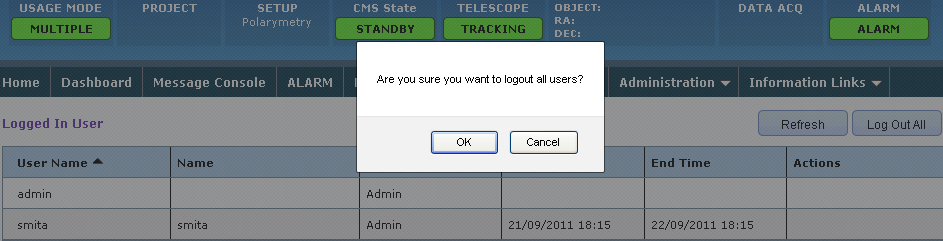 USAGE MODE PROJECT SETUP CMS State TELESCOPE OBJECT: DATA ACQ ALARM
Polarymetry RA:
MULTIPLE STANDBY TRACKING DEC: ALARM
Are you sure you want to logout all users?
Home Dashboard Message Console ALARM Administration Information Links
Logged In User Refresh Log Out All
OK Cancel
User Name Name End Time Actions
admin Admin
smita smita Admin 21/09/2011 18:15 22/09/2011 18:15